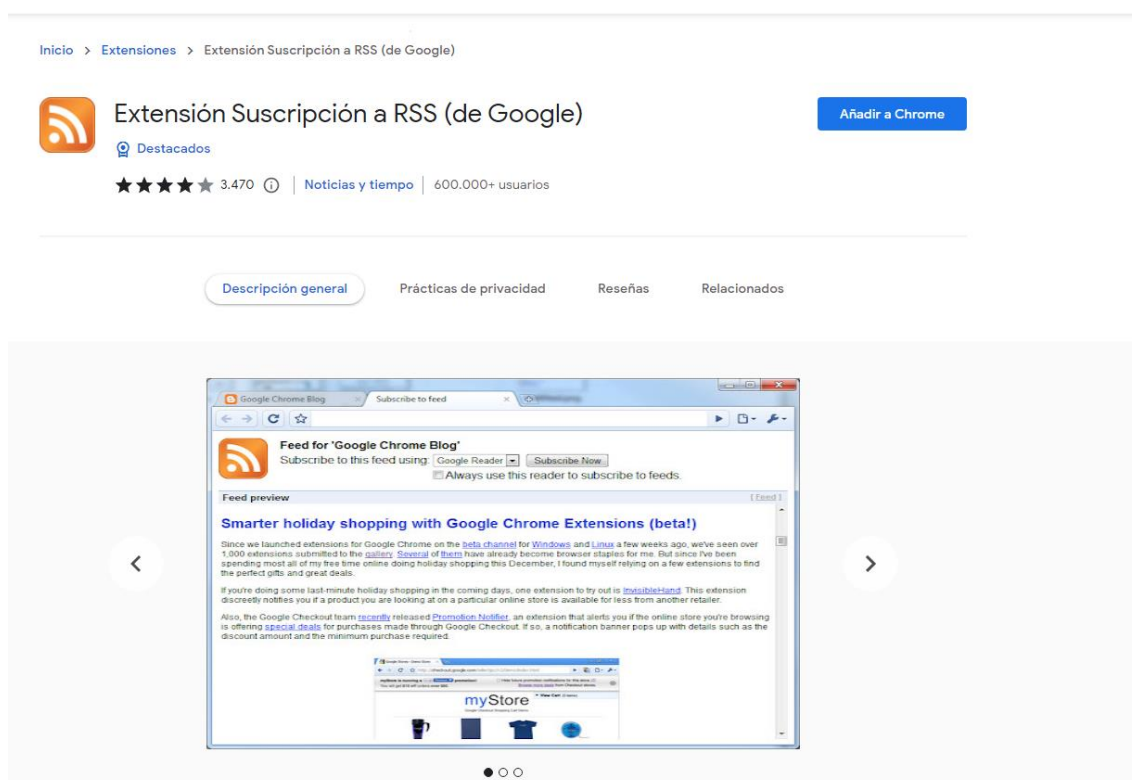 Inicio > Extensiones > Extensión Suscripción a RSS (de Google)
Extensión Suscripción a RSS (de Google)
Añadir a Chrome
Destacados
3.470 | Noticias y tiempo | 600.000+ usuarios
Descripción general Prácticas de privacidad Reseñas Relacionados
Google Chrome Blog Subscribe to feed
Feed for 'Google Chrome Blog'
Subscribe to this feed using: Google Reader Subscribe Now
Always use this reader to subscribe to feeds.
Feed preview [Feed]
Smarter holiday shopping with Google Chrome Extensions (beta!)
Since we launched extensions for Google Chrome on the beta channel for Windows and Linux a few weeks ago, we've seen over
1,000 extensions submitted to the gallery. Several of them have already become browser staples for me. But since I've been
spending most all of my free time online doing holiday shopping this December, I found myself relying on a few extensions to find
the perfect gifts and great deals.
If you're doing some last-minute holiday shopping in the coming days, one extension to try out is InvisibleHand. This extension
discreetly notifies you if a product you are looking at on a particular online store is available for less from another retailer.
Also, the Google Checkout team recently released Promotion Notifier, an extension that alerts you if the online store you're browsing
is offering special deals for purchases made through Google Checkout. If so, a notification banner pops up with details such as the
discount amount and the minimum purchase required.
myStore
View Cart